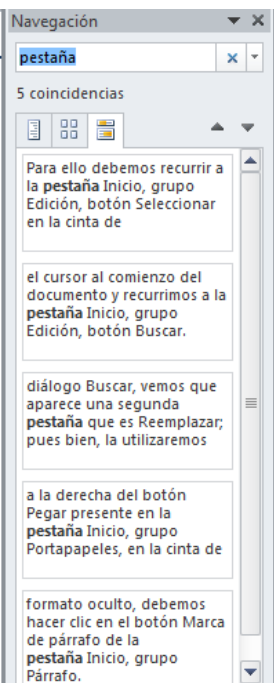 Navegación
pestaña
5 coincidencias
Para ello debemos recurrir a
la pestaña Inicio, grupo
Edición, botón Seleccionar
en la cinta de
el cursor al comienzo del
documento y recurrimos a la
pestaña Inicio, grupo
Edición, botón Buscar.
diálogo Buscar, vemos que
aparece una segunda
pestaña que es Reemplazar;
pues bien, la utilizaremos
a la derecha del botón
Pegar presente en la
pestaña Inicio, grupo
Portapapeles, en la cinta de
formato oculto, debemos
hacer clic en el botón Marca
de párrafo de la
pestaña Inicio, grupo
Párrafo.